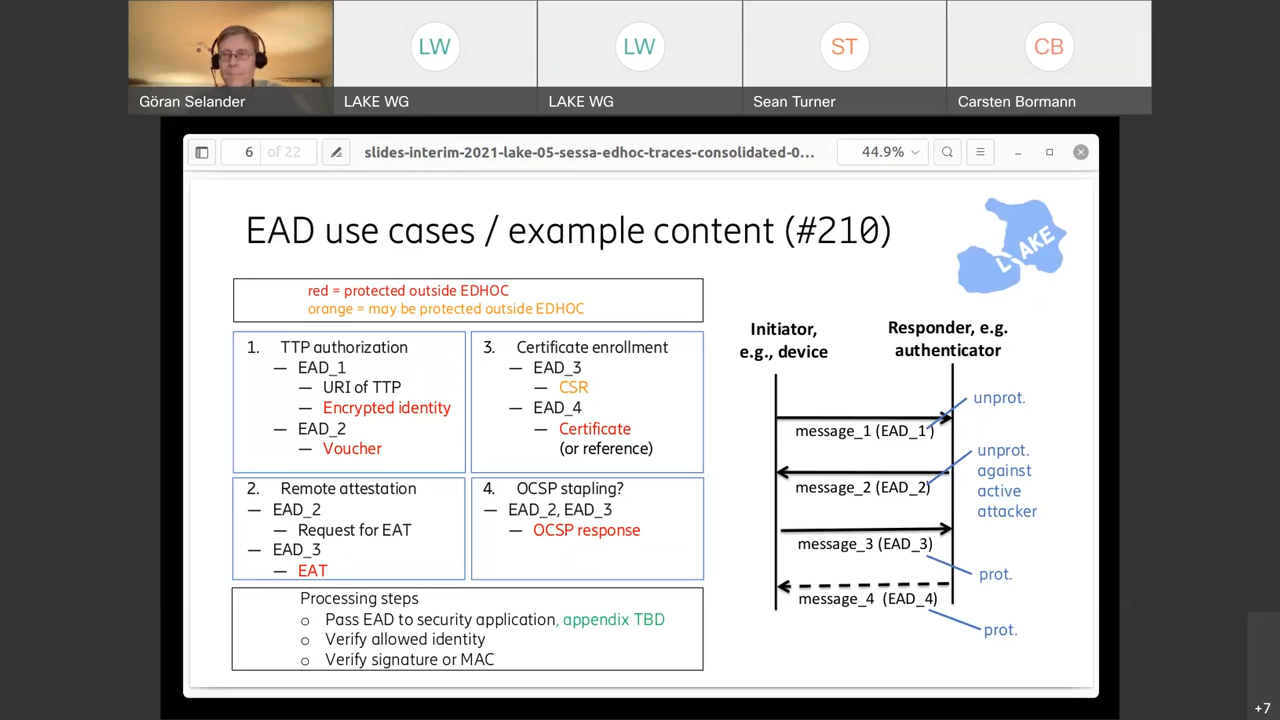 LW
LW
ST
CB
Göran Selander
LAKE WG
LAKE WG
Sean Turner
Carsten Bormann
6 of 22
slides-interim-2021-lake-05-sessa-edhoc-traces-consolidated-0...
44.9%
EAD use cases / example content (#210)
LAKE
red = protected outside EDHOC
orange = may be protected outside EDHOC
1. TTP authorization
— EAD_1
— URI of TTP
— Encrypted identity
— EAD_2
— Voucher
3. Certificate enrollment
— EAD_3
— CSR
— EAD_4
— Certificate
(or reference)
2. Remote attestation
— EAD_2
— Request for EAT
— EAD_3
— EAT
4. OCSP stapling?
— EAD_2, EAD_3
— OCSP response
Processing steps
o Pass EAD to security application, appendix TBD
o Verify allowed identity
o Verify signature or MAC
Initiator,
e.g., device
Responder, e.g.
authenticator
unprot.
message_1 (EAD_1)
unprot.
against
active
attacker
message_2 (EAD_2)
message_3 (EAD_3)
prot.
message_4 (EAD_4)
prot.
+7